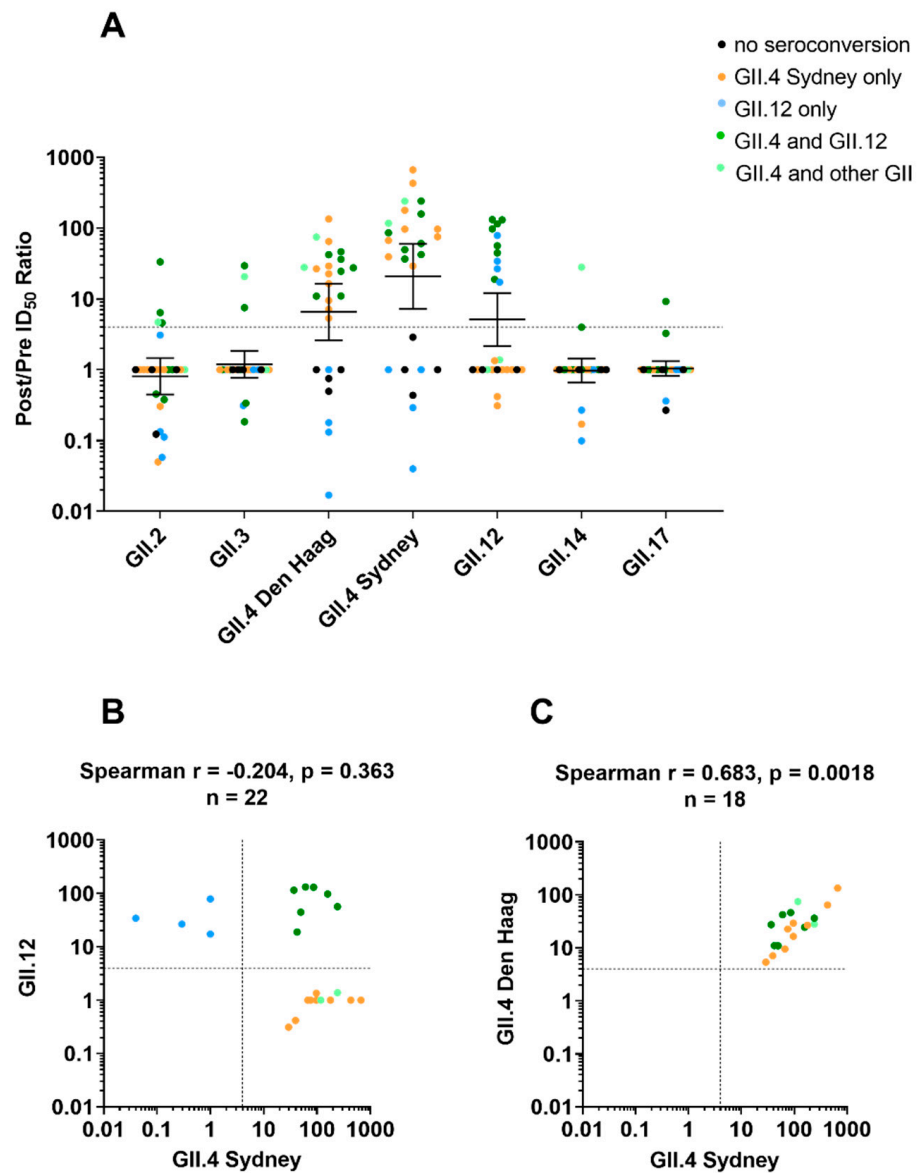 A
no seroconversion
GII.4 Sydney only
GII.12 only
GII.4 and GII.12
GII.4 and other GII
Post/Pre ID50 Ratio
1000
100
10
1
0.1
0.01
GII.2
GII.3
GII.4 Den Haag
GII.4 Sydney
GII.12
GII.14
GII.17
B
Spearman r = -0.204, p = 0.363
n = 22
GII.12
1000
100
10
1
0.1
0.01
0.01 0.1 1 10 100 1000
GII.4 Sydney
C
Spearman r = 0.683, p = 0.0018
n = 18
GII.4 Den Haag
1000
100
10
1
0.1
0.01
0.01 0.1 1 10 100 1000
GII.4 Sydney